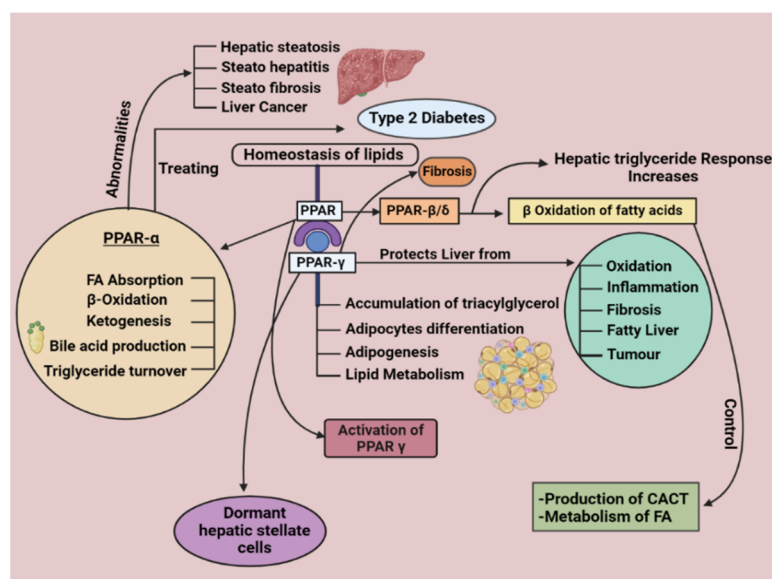 Hepatic steatosis
Steato hepatitis
Steato fibrosis
Liver Cancer
Abnormalities
Treating
Type 2 Diabetes
Homeostasis of lipids
Fibrosis
Hepatic triglyceride Response
Increases
PPAR
PPAR-β/δ
β Oxidation of fatty acids
PPAR-α
FA Absorption
β-Oxidation
Ketogenesis
Bile acid production
Triglyceride turnover
PPAR-γ
Protects Liver from
Oxidation
Inflammation
Fibrosis
Fatty Liver
Tumour
Accumulation of triacylglycerol
Adipocytes differentiation
Adipogenesis
Lipid Metabolism
Activation of
PPAR γ
Control
Dormant
hepatic stellate
cells
-Production of CACT
-Metabolism of FA